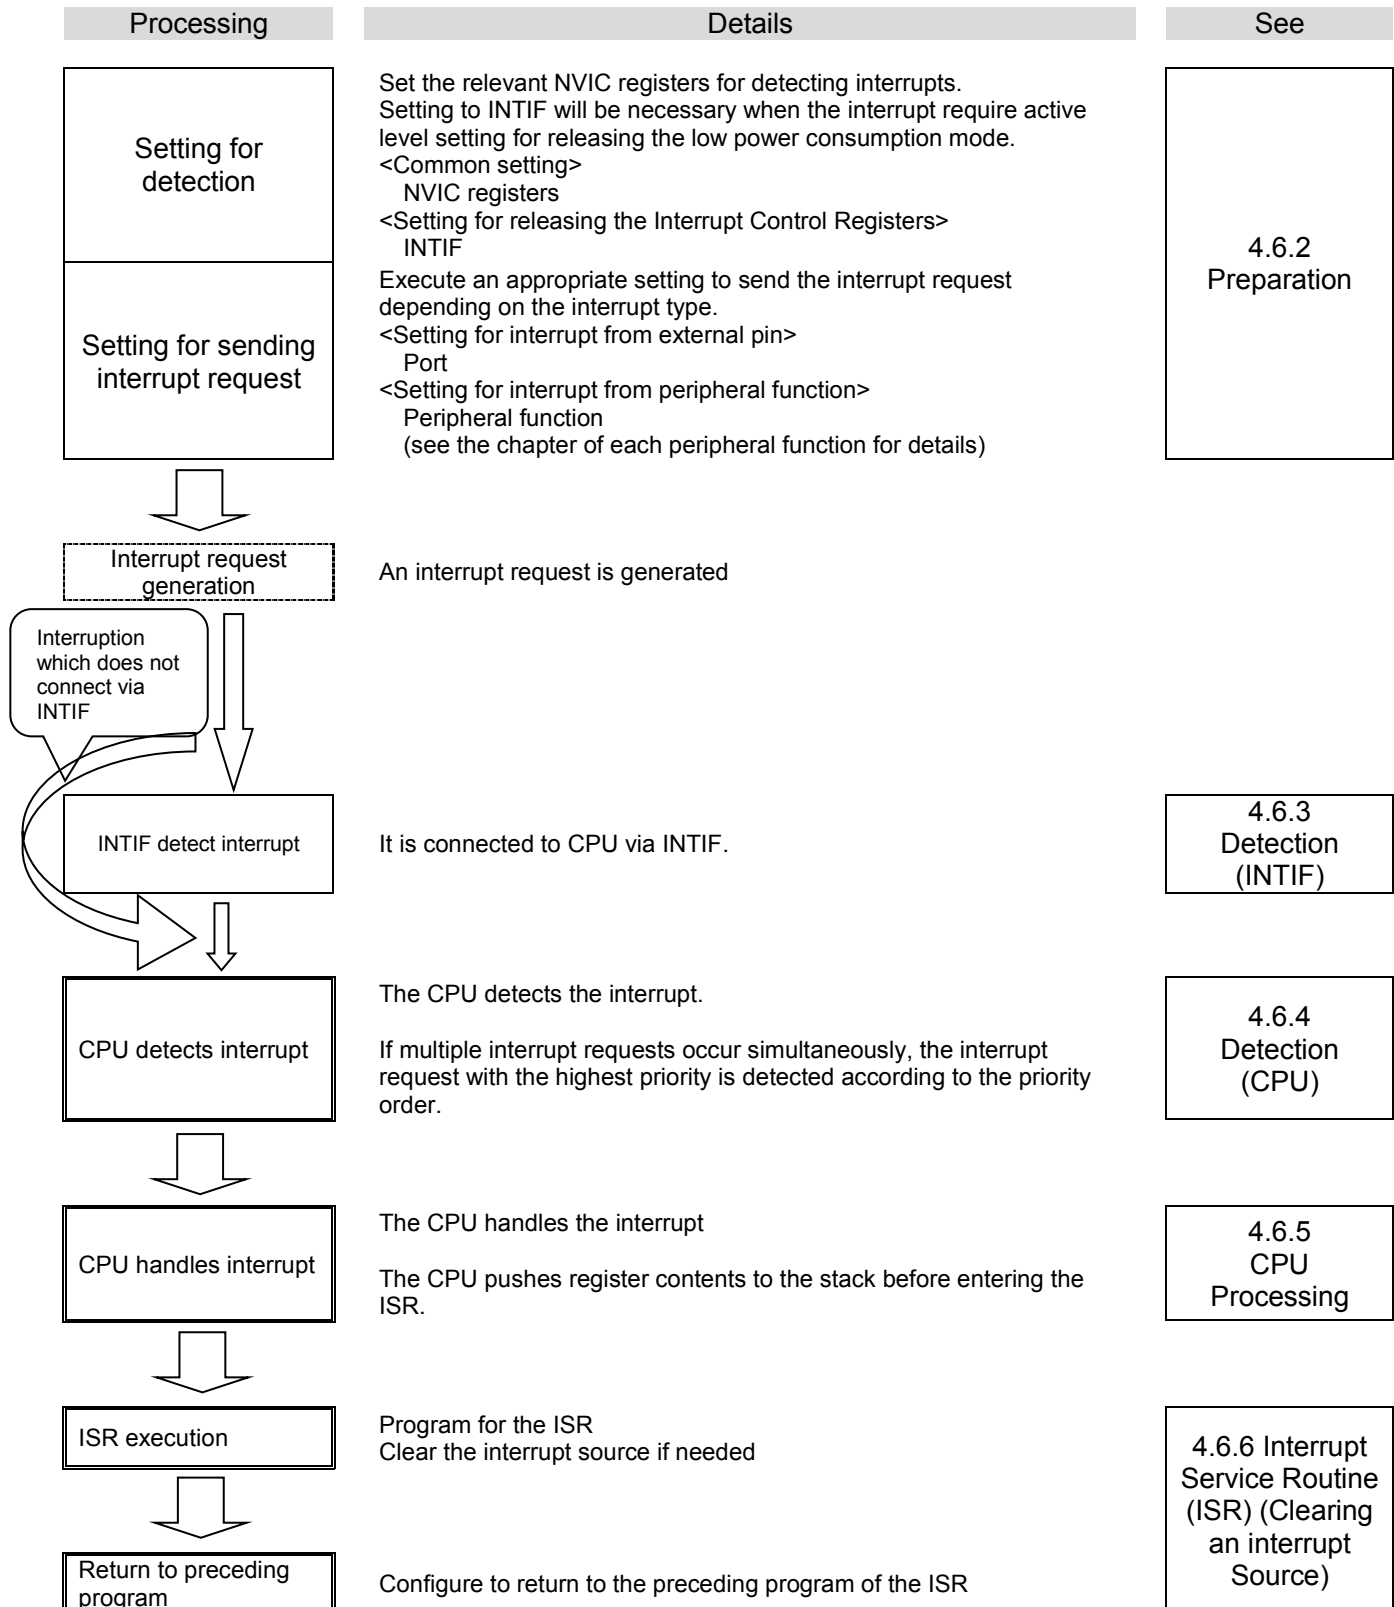 Processing
Details
See
Setting for
detection
Set the relevant NVIC registers for detecting interrupts.
Setting to INTIF will be necessary when the interrupt require active
level setting for releasing the low power consumption mode.
<Common setting>
NVIC registers
<Setting for releasing the Interrupt Control Registers>
INTIF
4.6.2
Preparation
Setting for sending
interrupt request
Execute an appropriate setting to send the interrupt request
depending on the interrupt type.
<Setting for interrupt from external pin>
Port
<Setting for interrupt from peripheral function>
Peripheral function
(see the chapter of each peripheral function for details)
Interrupt request
generation
An interrupt request is generated
Interruption
which does not
connect via
INTIF
INTIF detect interrupt
It is connected to CPU via INTIF.
4.6.3
Detection
(INTIF)
CPU detects interrupt
The CPU detects the interrupt.
If multiple interrupt requests occur simultaneously, the interrupt
request with the highest priority is detected according to the priority
order.
4.6.4
Detection
(CPU)
CPU handles interrupt
The CPU handles the interrupt
The CPU pushes register contents to the stack before entering the
ISR.
4.6.5
CPU
Processing
ISR execution
Program for the ISR
Clear the interrupt source if needed
4.6.6 Interrupt
Service Routine
(ISR) (Clearing
an interrupt
Source)
Return to preceding
program
Configure to return to the preceding program of the ISR